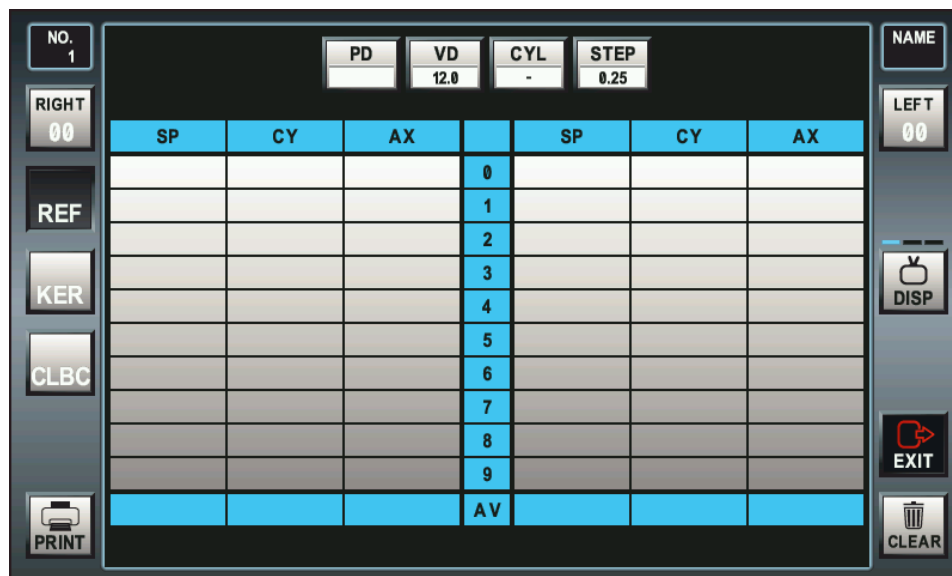 NO.
1
PD VD CYL STEP
12.0 - 0.25
NAME
RIGHT
00
LEFT
00
SP CY AX SP CY AX
0
1
2
3
4
5
6
7
8
9
AV
REF
KER
CLBC
PRINT
DISP
EXIT
CLEAR